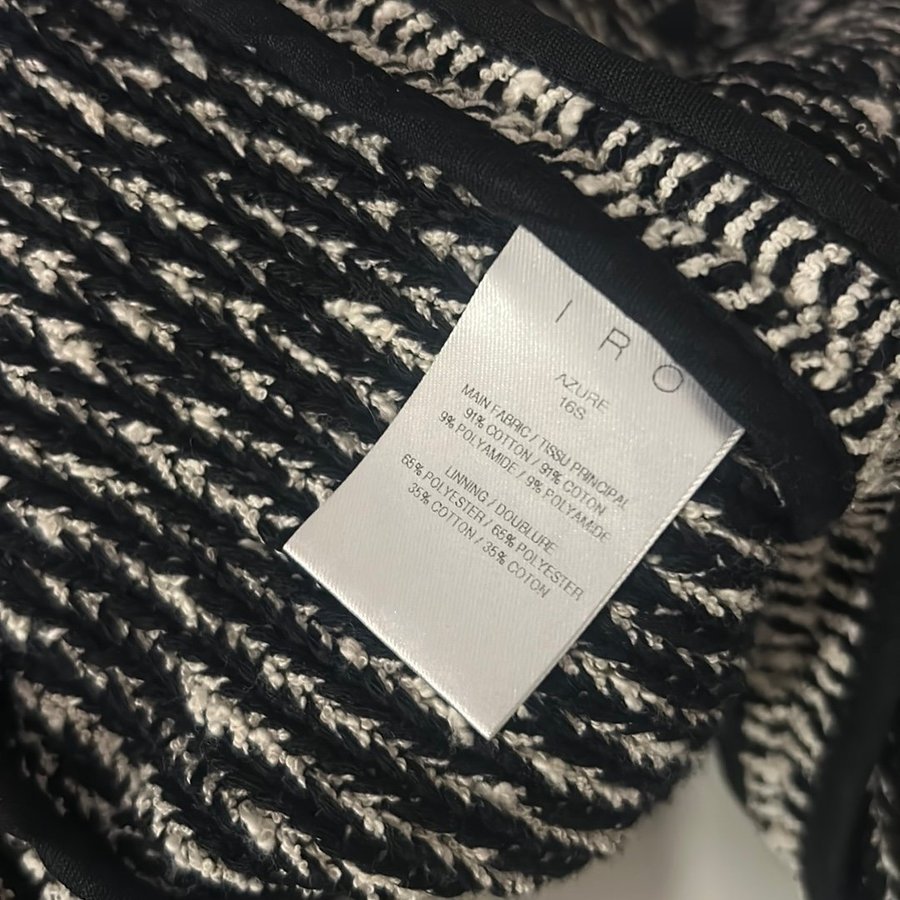 IRO
AZURE
16S
MAIN FABRIC / TISSU PRINCIPAL
91% COTTON / 91% COTON
9% POLYAMIDE / 9% POLYAMIDE
LINNING / DOUBLURE
65% POLYESTER / 65% POLYESTER
35% COTTON / 35% COTON